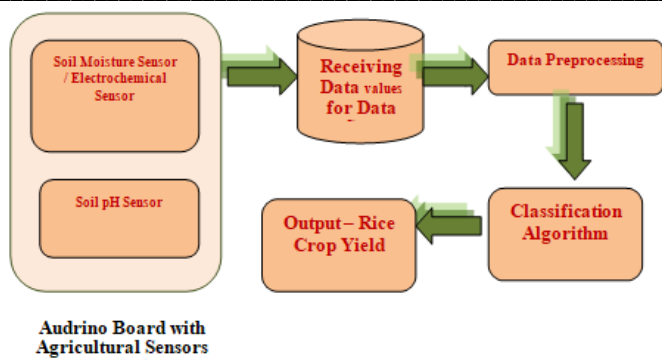 Soil Moisture Sensor
/ Electrochemical
Sensor
Soil pH Sensor
Audrino Board with
Agricultural Sensors
Receiving
Data values
for Data
Data Preprocessing
Classification
Algorithm
Output – Rice
Crop Yield